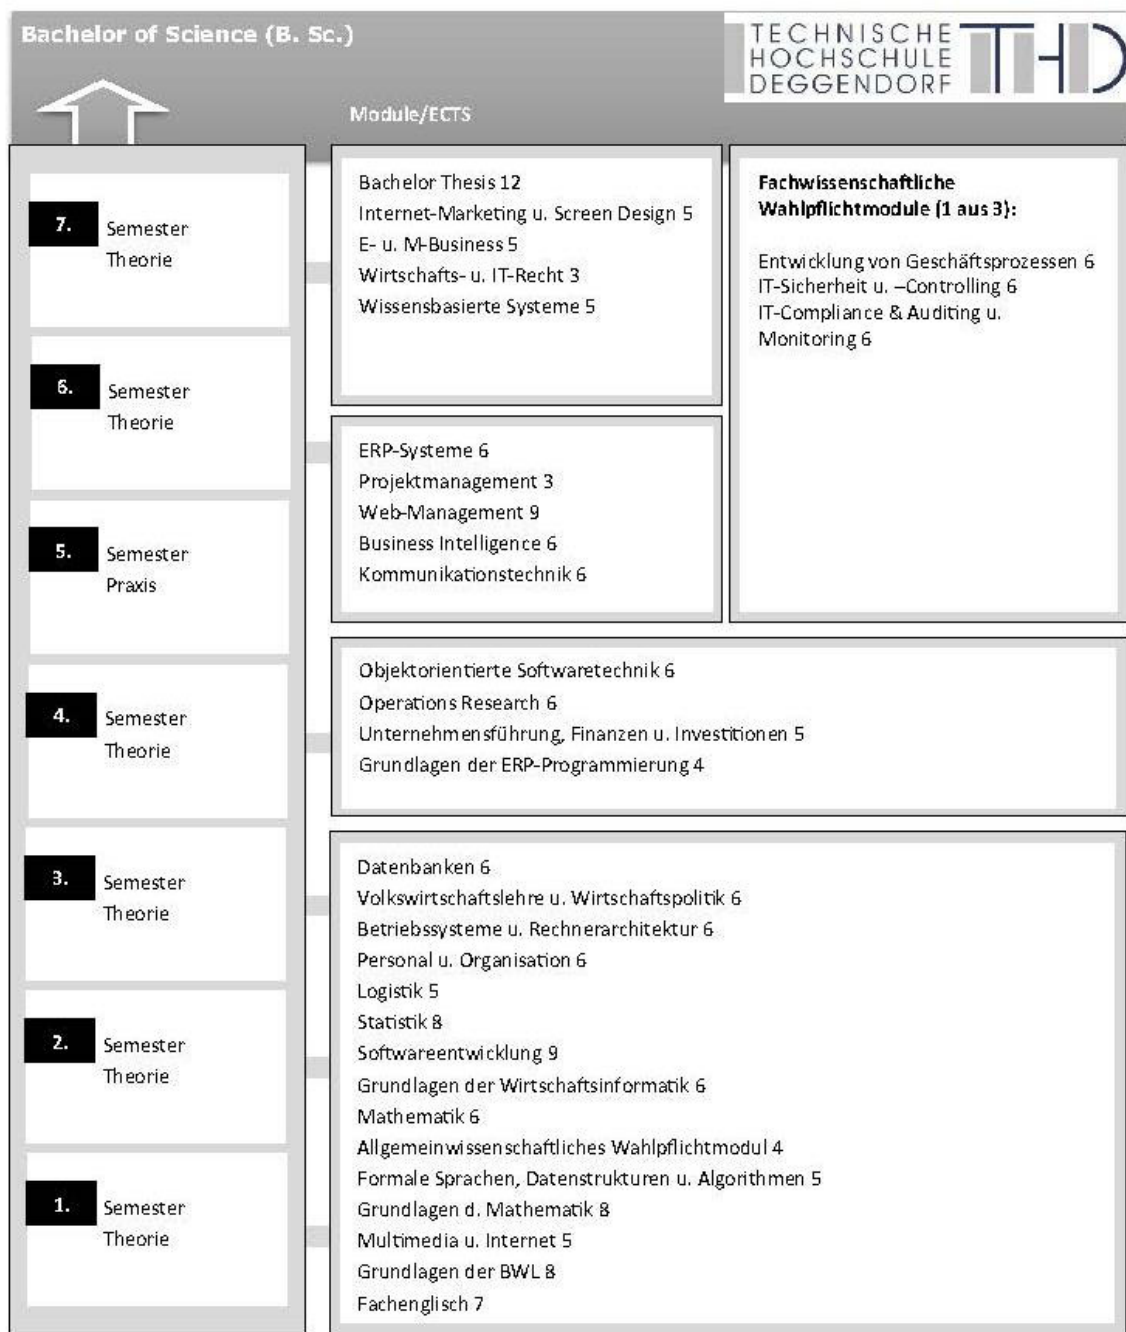 Bachelor of Science (B. Sc.)
TECHNISCHE
HOCHSCHULE
DEGGENDORF
THD
Module/ECTS
7. Semester
Theorie
6. Semester
Theorie
5. Semester
Praxis
4. Semester
Theorie
3. Semester
Theorie
2. Semester
Theorie
1. Semester
Theorie
Bachelor Thesis 12
Internet-Marketing u. Screen Design 5
E- u. M-Business 5
Wirtschafts- u. IT-Recht 3
Wissensbasierte Systeme 5
Fachwissenschaftliche
Wahlpflichtmodule (1 aus 3):
Entwicklung von Geschäftsprozessen 6
IT-Sicherheit u. –Controlling 6
IT-Compliance & Auditing u.
Monitoring 6
ERP-Systeme 6
Projektmanagement 3
Web-Management 9
Business Intelligence 6
Kommunikationstechnik 6
Objektorientierte Softwaretechnik 6
Operations Research 6
Unternehmensführung, Finanzen u. Investitionen 5
Grundlagen der ERP-Programmierung 4
Datenbanken 6
Volkswirtschaftslehre u. Wirtschaftspolitik 6
Betriebssysteme u. Rechnerarchitektur 6
Personal u. Organisation 6
Logistik 5
Statistik 8
Softwareentwicklung 9
Grundlagen der Wirtschaftsinformatik 6
Mathematik 6
Allgemeinwissenschaftliches Wahlpflichtmodul 4
Formale Sprachen, Datenstrukturen u. Algorithmen 5
Grundlagen d. Mathematik 8
Multimedia u. Internet 5
Grundlagen der BWL 8
Fachenglisch 7